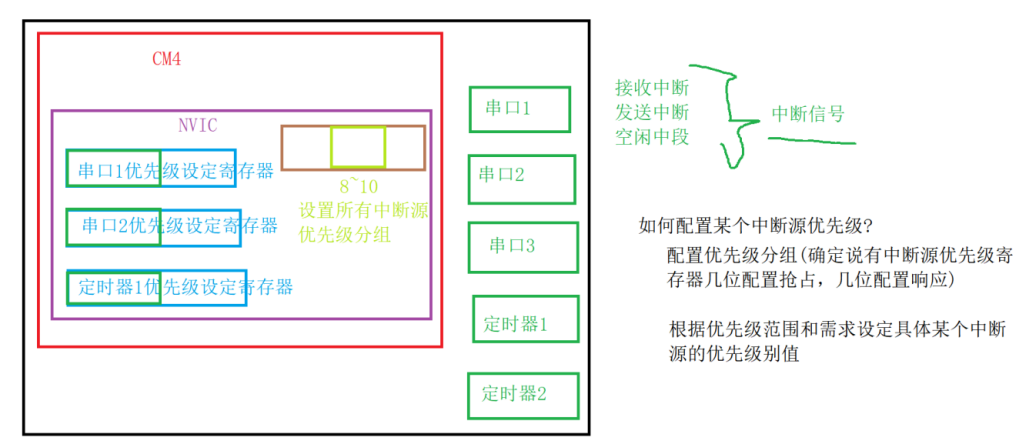 CM4
NVIC
串口1优先级设定寄存器
串口2优先级设定寄存器
定时器1优先级设定寄存器
8~10
设置所有中断源
优先级分组
串口1
串口2
串口3
定时器1
定时器2
接收中断
发送中断
空闲中段
中断信号
如何配置某个中断源优先级?
配置优先级分组(确定说有中断源优先级寄
存器几位配置抢占，几位配置响应)
根据优先级范围和需求设定具体某个中断
源的优先级别值